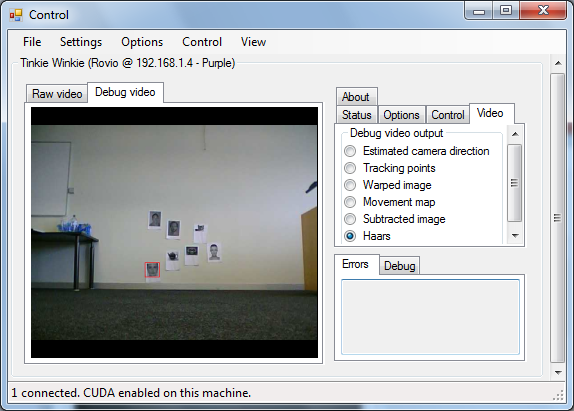 Control
File Settings Options Control View
Tinkie Winkie (Rovio @ 192.168.1.4 - Purple)
Raw video Debug video
About
Status Options Control Video
Debug video output
Estimated camera direction
Tracking points
Warped image
Movement map
Subtracted image
Haars
Errors Debug
1 connected. CUDA enabled on this machine.